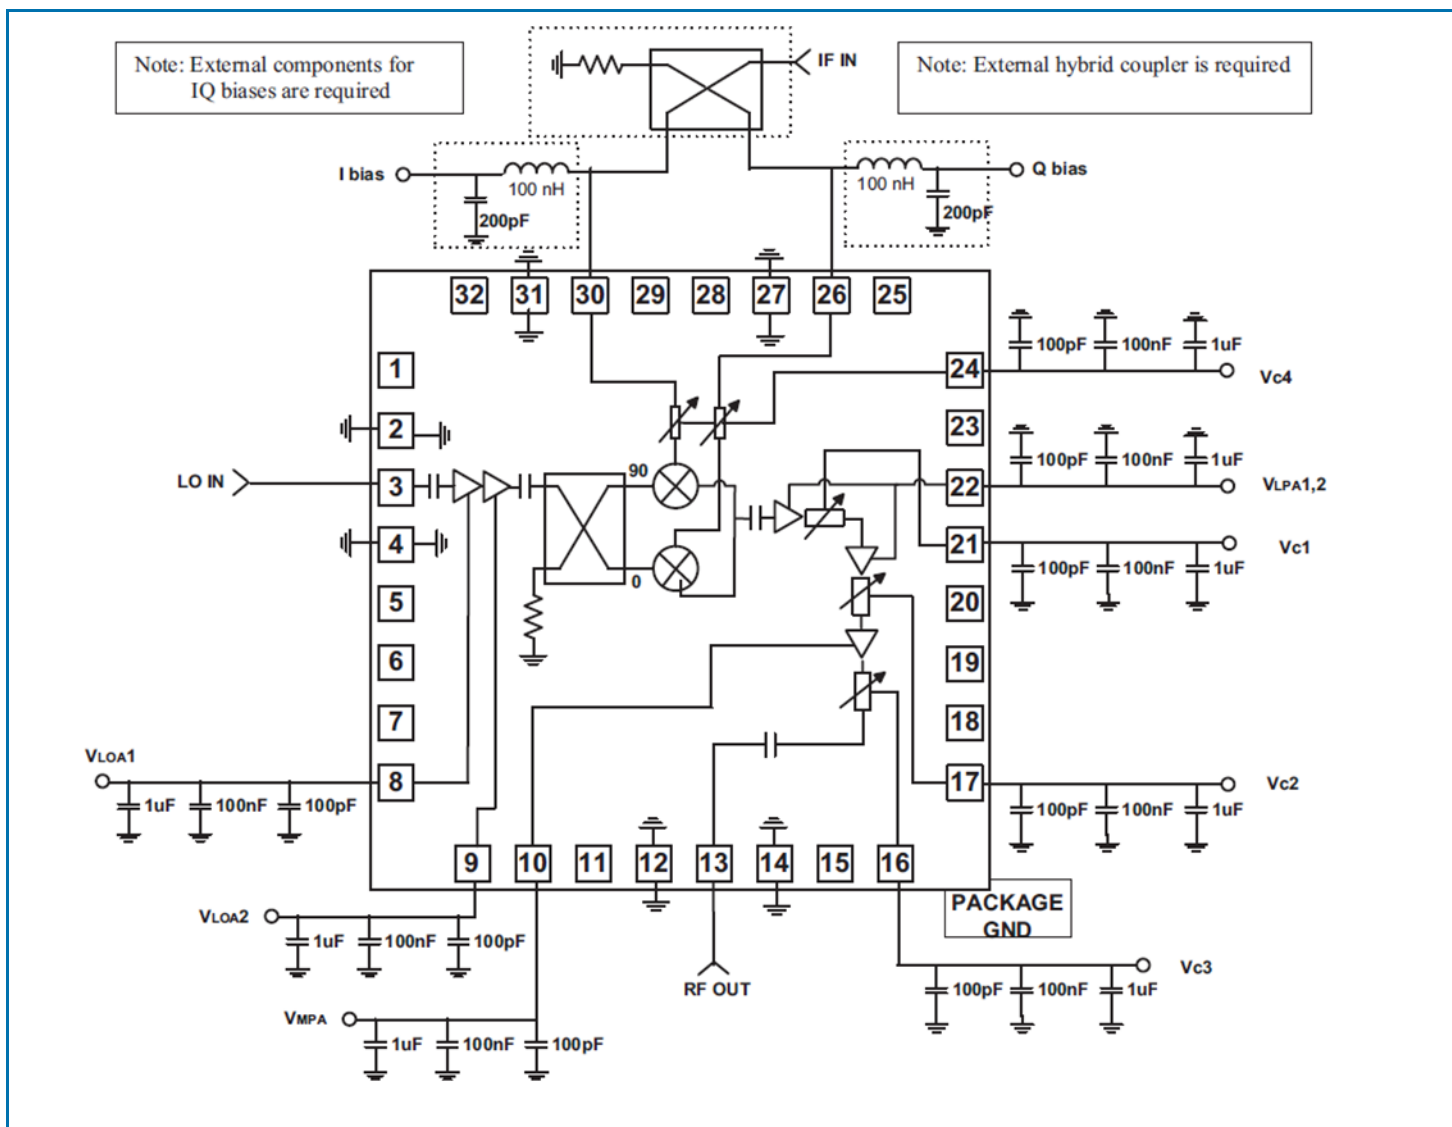 Note: External components for
IQ biases are required
IF IN
Note: External hybrid coupler is required
I bias
100 nH
200pF
100 nH
Q bias
200pF
32
31
30
29
28
27
26
25
1
2
3
4
5
6
7
8
24
23
22
21
20
19
18
17
LO IN
90
0
100pF
100nF
1uF
Vc4
100pF
100nF
1uF
VLPA1,2
Vc1
100pF
100nF
1uF
VLOA1
1uF
100nF
100pF
Vc2
100pF
100nF
1uF
9
10
11
12
13
14
15
16
PACKAGE
GND
VLOA2
1uF
100nF
100pF
RF OUT
Vc3
100pF
100nF
1uF
VMPA
1uF
100nF
100pF